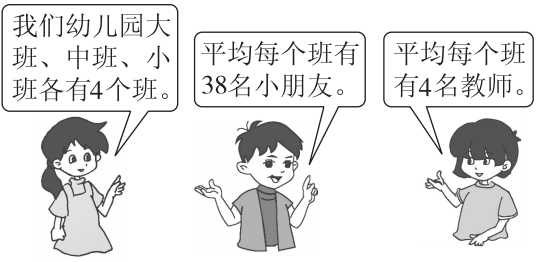 我们幼儿园大
班、中班、小
班各有4个班。
平均每个班有
38名小朋友。
平均每个班
有4名教师。